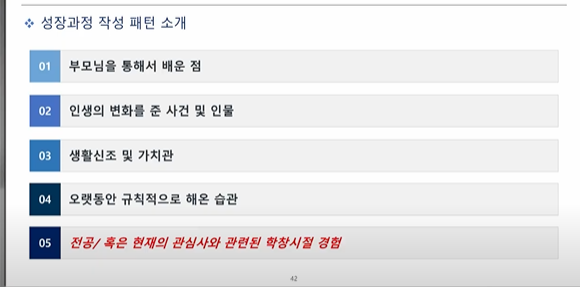 ❖ 성장과정 작성 패턴 소개
01 부모님을 통해서 배운 점
02 인생의 변화를 준 사건 및 인물
03 생활신조 및 가치관
04 오랫동안 규칙적으로 해온 습관
05 전공/ 혹은 현재의 관심사와 관련된 학창시절 경험
42